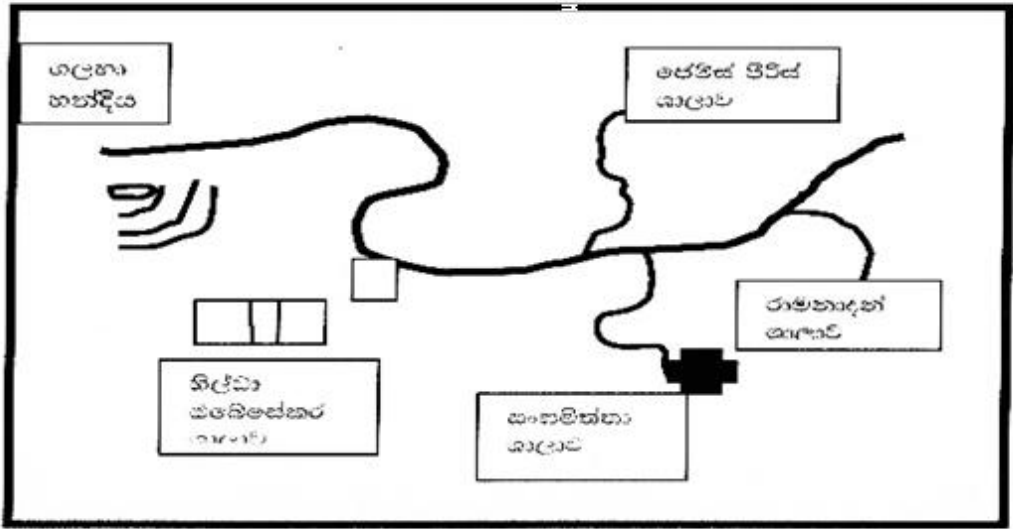 ගලහා
හන්දිය
ජේම්ස් පීරිස්
ශාලාව
රාමනාදන්
ශාලාව
හිල්ඩා
ඔබේසේකර
ශාලාව
සංඝමිත්තා
ශාලාව